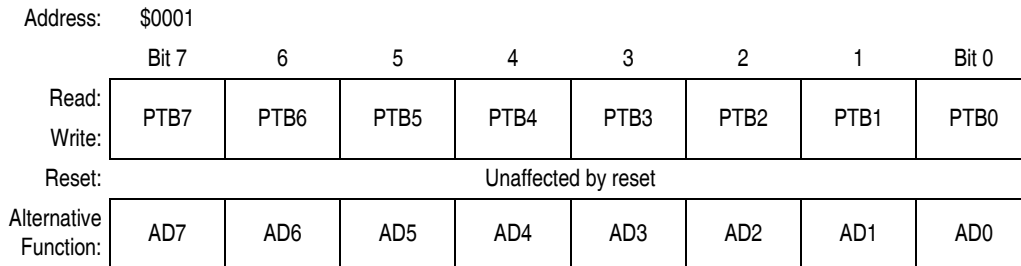 Address: $0001
Bit 7 6 5 4 3 2 1 Bit 0
Read:
Write:
PTB7 PTB6 PTB5 PTB4 PTB3 PTB2 PTB1 PTB0
Reset: Unaffected by reset
Alternative
Function:
AD7 AD6 AD5 AD4 AD3 AD2 AD1 AD0